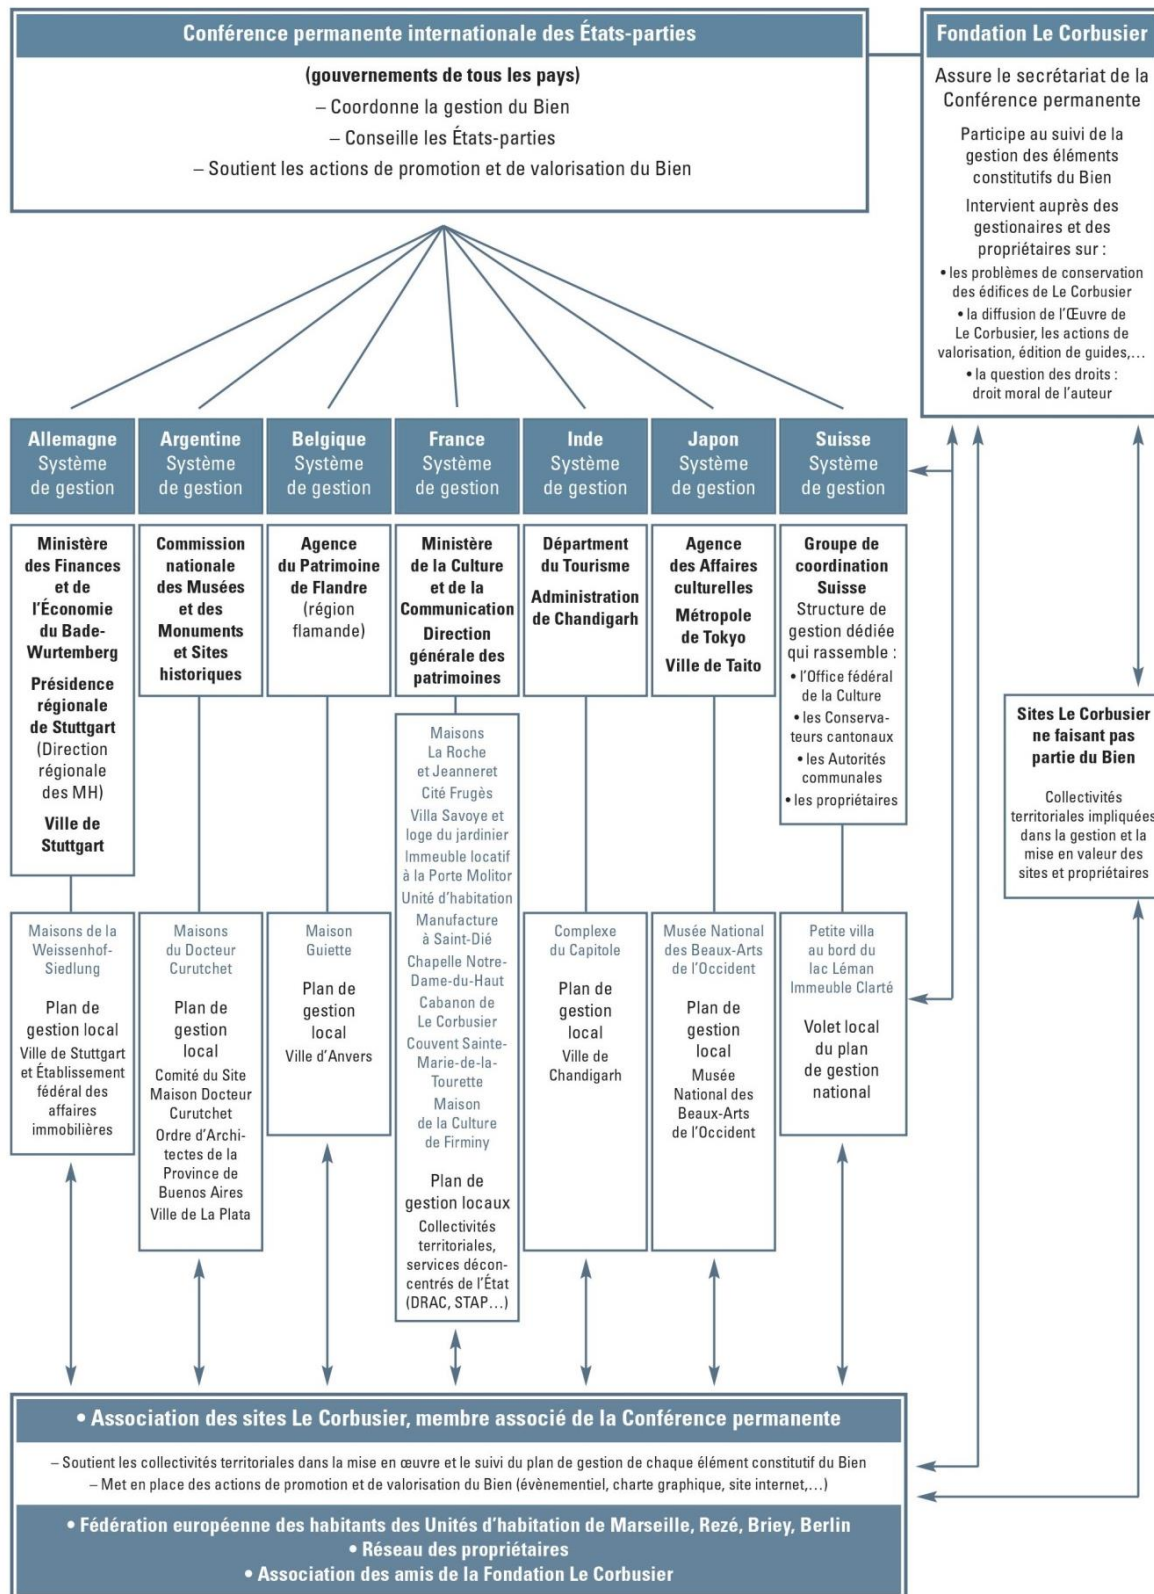 Conférence permanente internationale des États-parties
(gouvernements de tous les pays)
– Coordonne la gestion du Bien
– Conseille les États-parties
– Soutient les actions de promotion et de valorisation du Bien
Fondation Le Corbusier
Assure le secrétariat de la
Conférence permanente
Participe au suivi de la
gestion des éléments
constitutifs du Bien
Intervient auprès des
gestionaires et des
propriétaires sur :
• les problèmes de conservation
des édifices de Le Corbusier
• la diffusion de l'Œuvre de
Le Corbusier, les actions de
valorisation, édition de guides,…
• la question des droits :
droit moral de l'auteur
Allemagne
Système
de gestion
Ministère
des Finances
et de
l'Économie
du Bade-
Wurtemberg
Présidence
régionale
de Stuttgart
(Direction
régionale
des MH)
Ville de
Stuttgart
Maisons de la
Weissenhof-
Siedlung
Plan de
gestion local
Ville de Stuttgart
et Établissement
fédéral des
affaires
immobilières
Argentine
Système
de gestion
Commission
nationale
des Musées
et des
Monuments
et Sites
historiques
Maisons
du Docteur
Curutchet
Plan de
gestion
local
Comité du Site
Maison Docteur
Curutchet
Ordre d'Archi-
tectes de la
Province de
Buenos Aires
Ville de La Plata
Belgique
Système
de gestion
Agence
du Patrimoine
de Flandre
(région
flamande)
Maison
Guiette
Plan de
gestion
local
Ville d'Anvers
France
Système
de gestion
Ministère
de la Culture
et de la
Communication
Direction
générale des
patrimoines
Maisons
La Roche
et Jeanneret
Cité Frugès
Villa Savoye et
loge du jardinier
Immeuble locatif
à la Porte Molitor
Unité d'habitation
Manufacture
à Saint-Dié
Chapelle Notre-
Dame-du-Haut
Cabanon de
Le Corbusier
Couvent Sainte-
Marie-de-la-
Tourette
Maison
de la Culture
de Firminy
Plan de
gestion locaux
Collectivités
territoriales,
services décon-
centrés de l'État
(DRAC, STAP…)
Inde
Système
de gestion
Départment
du Tourisme
Administration
de Chandigarh
Complexe
du Capitole
Plan de
gestion
local
Ville de
Chandigarh
Japon
Système
de gestion
Agence
des Affaires
culturelles
Métropole
de Tokyo
Ville de Taito
Musée National
des Beaux-Arts
de l'Occident
Plan de
gestion
local
Musée
National des
Beaux-Arts
de l'Occident
Suisse
Système
de gestion
Groupe de
coordination
Suisse
Structure de
gestion dédiée
qui rassemble :
• l'Office fédéral
de la Culture
• les Conserva-
teurs cantonaux
• les Autorités
communales
• les propriétaires
Petite villa
au bord du
lac Léman
Immeuble Clarté
Volet local
du plan
de gestion
national
Sites Le Corbusier
ne faisant pas
partie du Bien
Collectivités
territoriales impliquées
dans la gestion et la
mise en valeur des
sites et propriétaires
• Association des sites Le Corbusier, membre associé de la Conférence permanente
– Soutient les collectivités territoriales dans la mise en œuvre et le suivi du plan de gestion de chaque élément constitutif du Bien
– Met en place des actions de promotion et de valorisation du Bien (évènementiel, charte graphique, site internet,…)
• Fédération européenne des habitants des Unités d'habitation de Marseille, Rezé, Briey, Berlin
• Réseau des propriétaires
• Association des amis de la Fondation Le Corbusier